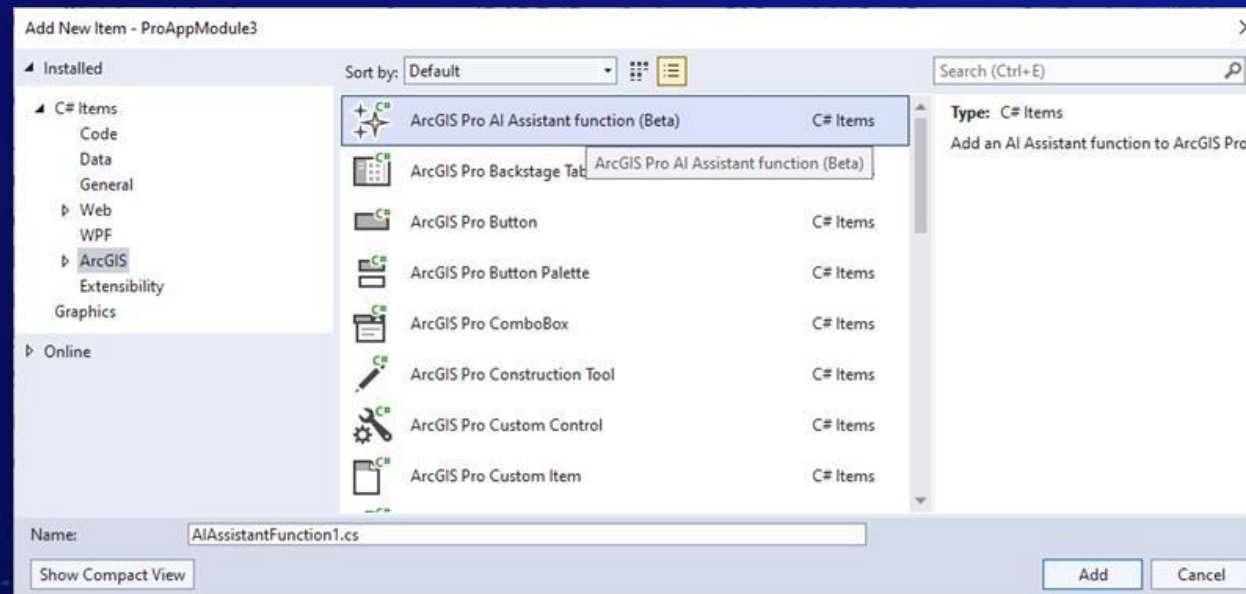 Add New Item - ProAppModule3
Installed
C# Items
Code
Data
General
Web
WPF
ArcGIS
Extensibility
Graphics
Online
Sort by: Default
ArcGIS Pro AI Assistant function (Beta) C# Items
ArcGIS Pro Backstage Tab
ArcGIS Pro AI Assistant function (Beta)
ArcGIS Pro Button C# Items
ArcGIS Pro Button Palette C# Items
ArcGIS Pro ComboBox C# Items
ArcGIS Pro Construction Tool C# Items
ArcGIS Pro Custom Control C# Items
ArcGIS Pro Custom Item C# Items
Search (Ctrl+E)
Type: C# Items
Add an AI Assistant function to ArcGIS Pro
Name: AIAssistantFunction1.cs
Show Compact View
Add Cancel